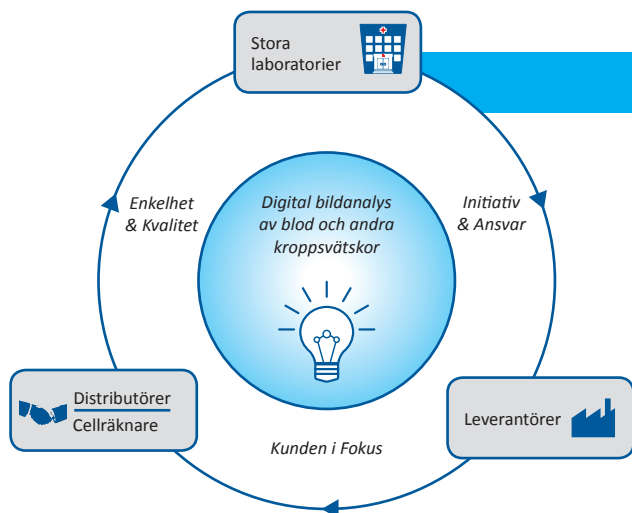 Stora
laboratorier
Enkelhet
& Kvalitet
Digital bildanalys
av blod och andra
kroppsvätskor
Initiativ
& Ansvar
Distributörer
Cellräknare
Leverantörer
Kunden i Fokus